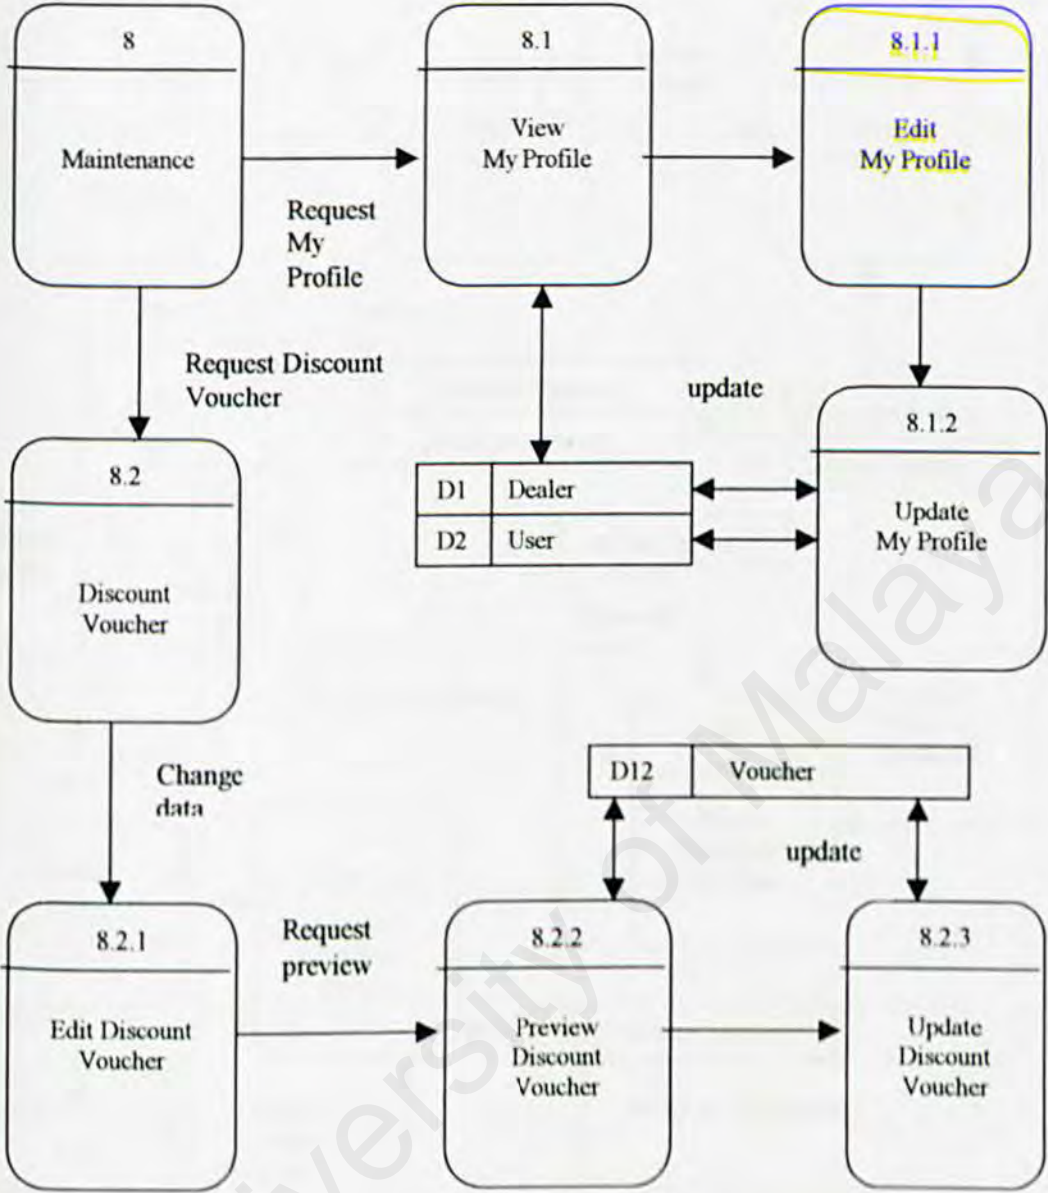 8
Maintenance
8.1
View
My Profile
8.1.1
Edit
My Profile
Request
My
Profile
Request Discount
Voucher
update
8.1.2
Update
My Profile
8.2
Discount
Voucher
D1 Dealer
D2 User
Change
data
D12 Voucher
update
8.2.1
Edit Discount
Voucher
Request
preview
8.2.2
Preview
Discount
Voucher
8.2.3
Update
Discount
Voucher
University of Malaya